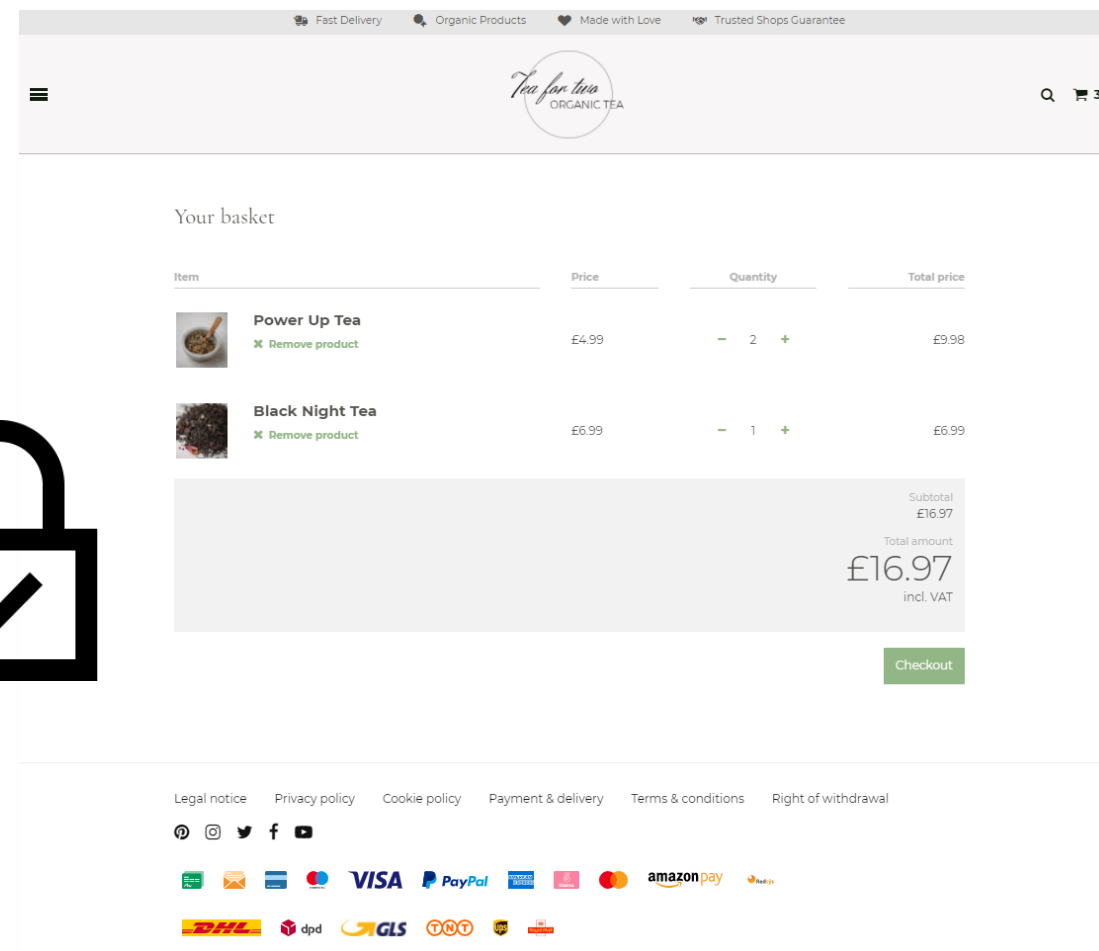 Fast Delivery Organic Products Made with Love Trusted Shops Guarantee
Tea for two
ORGANIC TEA
3
Your basket
Item Price Quantity Total price
Power Up Tea
Remove product
£4.99 2 £9.98
Black Night Tea
Remove product
£6.99 1 £6.99
Subtotal
£16.97
Total amount
£16.97
incl. VAT
Checkout
Legal notice Privacy policy Cookie policy Payment & delivery Terms & conditions Right of withdrawal
VISA PayPal amazon pay
DHL dpd GLS TNT ups